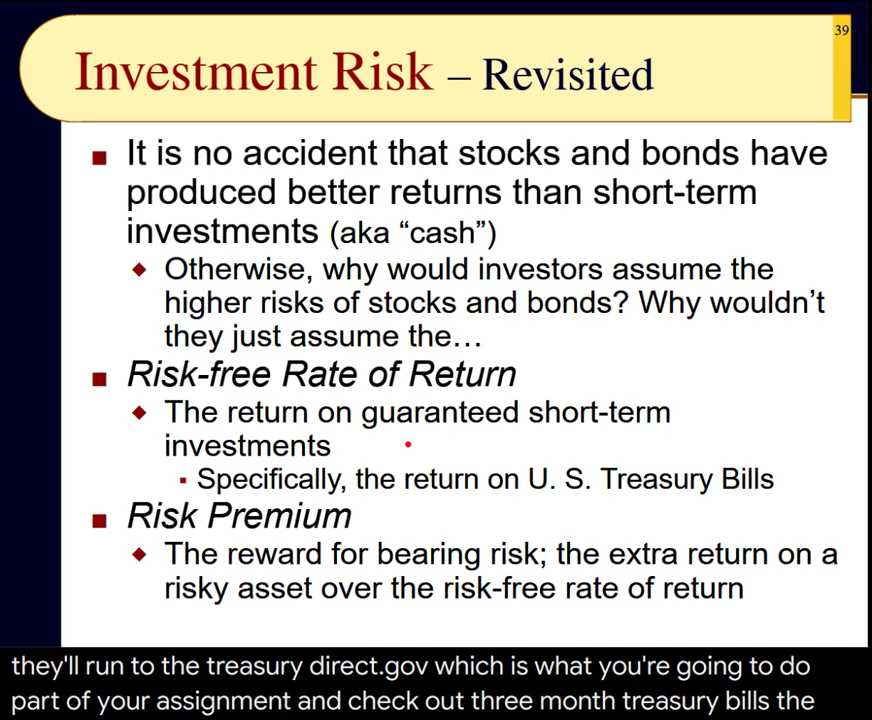 39
Investment Risk – Revisited
It is no accident that stocks and bonds have
produced better returns than short-term
investments (aka “cash”)
Otherwise, why would investors assume the
higher risks of stocks and bonds? Why wouldn’t
they just assume the…
Risk-free Rate of Return
The return on guaranteed short-term
investments
Specifically, the return on U. S. Treasury Bills
Risk Premium
The reward for bearing risk; the extra return on a
risky asset over the risk-free rate of return
they'll run to the treasury direct.gov which is what you're going to do
part of your assignment and check out three month treasury bills the